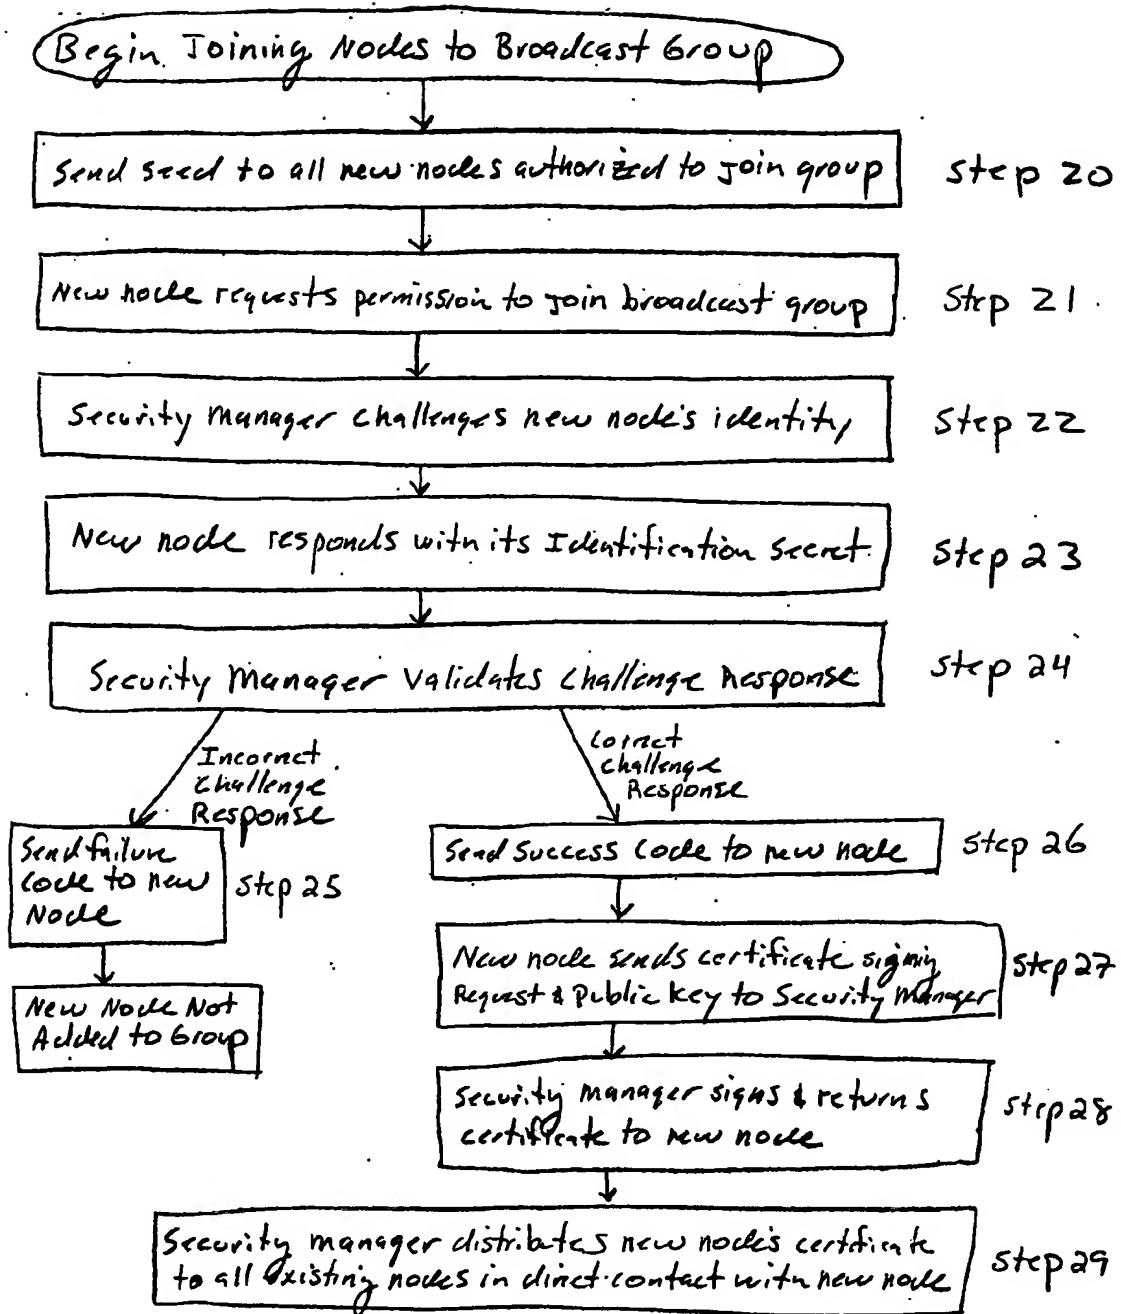 Begin Joining Nodes to Broadcast Group
Send seed to all new nodes authorized to join group
Step 20
New node requests permission to join broadcast group
Step 21
Security Manager Challenges new node's identity
Step 22
New node responds with its Identification Secret
Step 23
Security Manager Validates Challenge Response
Step 24
Incorrect
Challenge
Response
Correct
Challenge
Response
Send failure
Code to new
Node
Step 25
Send Success Code to new node
Step 26
New Node Not
Added to Group
New node sends certificate signing
Request & Public Key to Security Manager
Step 27
Security manager signs & returns
certificate to new node
Step 28
Security manager distributes new node's certificate
to all existing nodes in direct contact with new node
Step 29